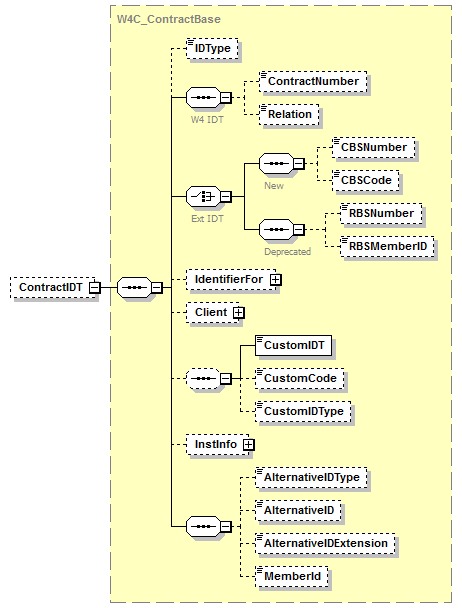 W4C_ContractBase
IDType
ContractNumber
W4 IDT
Relation
CBSNumber
New
CBSCode
Ext IDT
RBSNumber
Deprecated
RBSMemberID
ContractIDT
IdentifierFor
Client
CustomIDT
CustomCode
CustomIDType
InstInfo
AlternativeIDType
AlternativeID
AlternativeIDExtension
MemberId